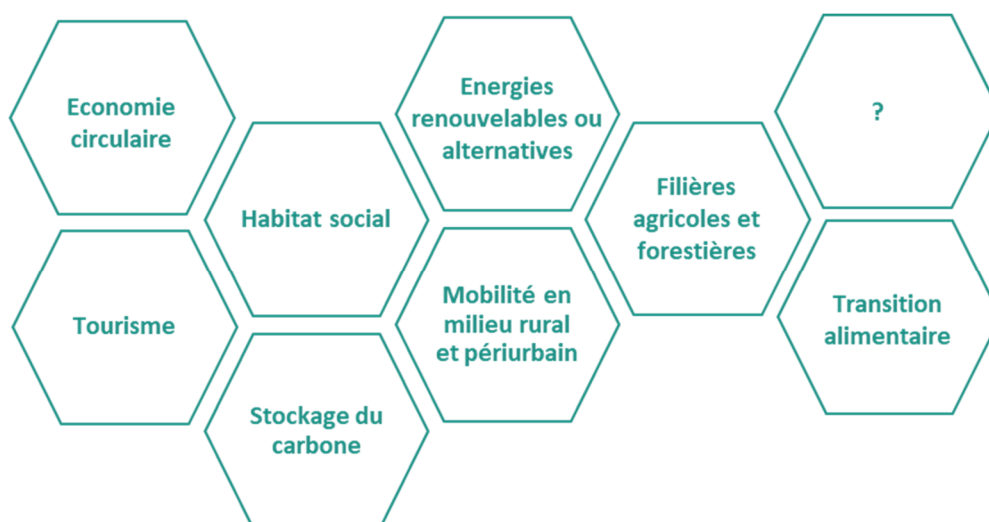 Economie
circulaire
Tourisme
Habitat social
Stockage du
carbone
Energies
renouvelables ou
alternatives
Mobilité en
milieu rural
et périurbain
Filières
agricoles et
forestières
?
Transition
alimentaire